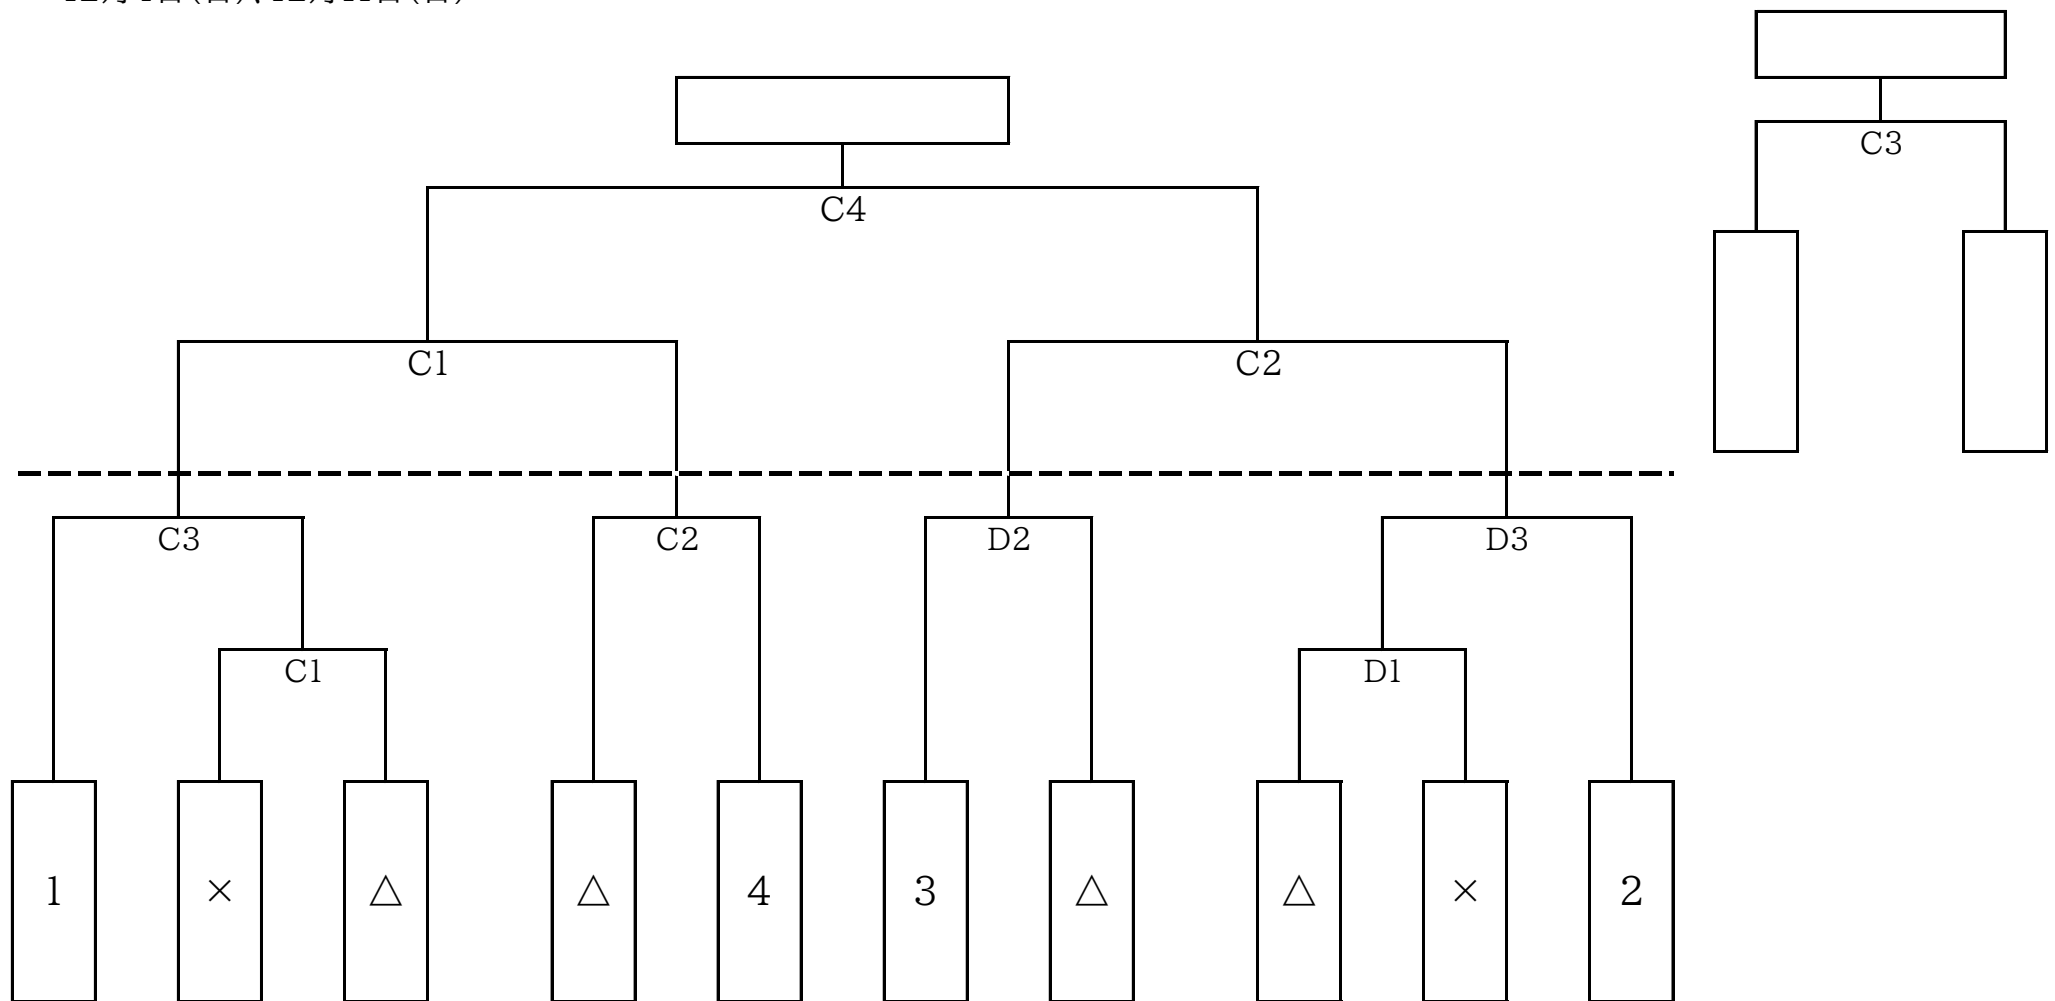 C3
C4
C1 C2
C3 C2 D2 D3
C1 D1
1 × △ △ 4 3 △ △ × 2